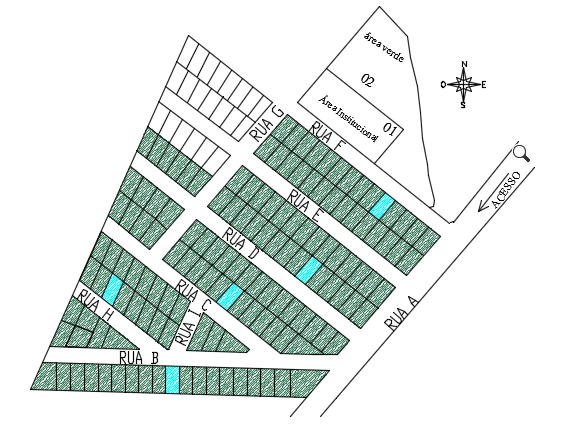 área verde
02
Área Institucional
01
N
O
E
S
RUA G
RUA F
RUA E
ACESSO
RUA D
RUA C
RUA H
RUA I
RUA A
RUA B